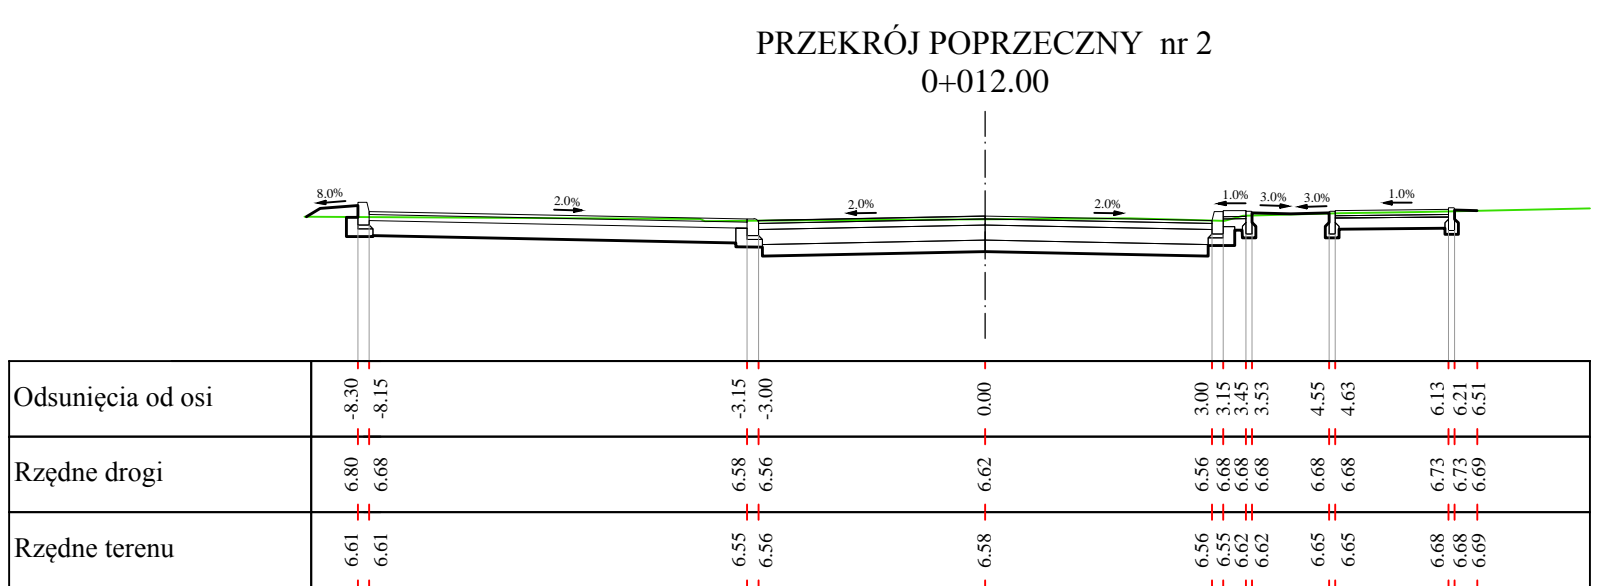 PRZEKRÓJ POPRZECZNY nr 2
0+012.00
8.0% 2.0% 2.0% 2.0% 1.0% 3.0% 3.0% 1.0%
Odsunięcia od osi -8.30 -8.15 -3.15 -3.00 0.00 3.00 3.15 3.45 3.53 4.55 4.63 6.13 6.21 6.51
Rzędne drogi 6.80 6.68 6.58 6.56 6.62 6.56 6.68 6.68 6.68 6.68 6.68 6.73 6.73 6.69
Rzędne terenu 6.61 6.61 6.55 6.56 6.58 6.56 6.55 6.62 6.62 6.65 6.65 6.68 6.68 6.69